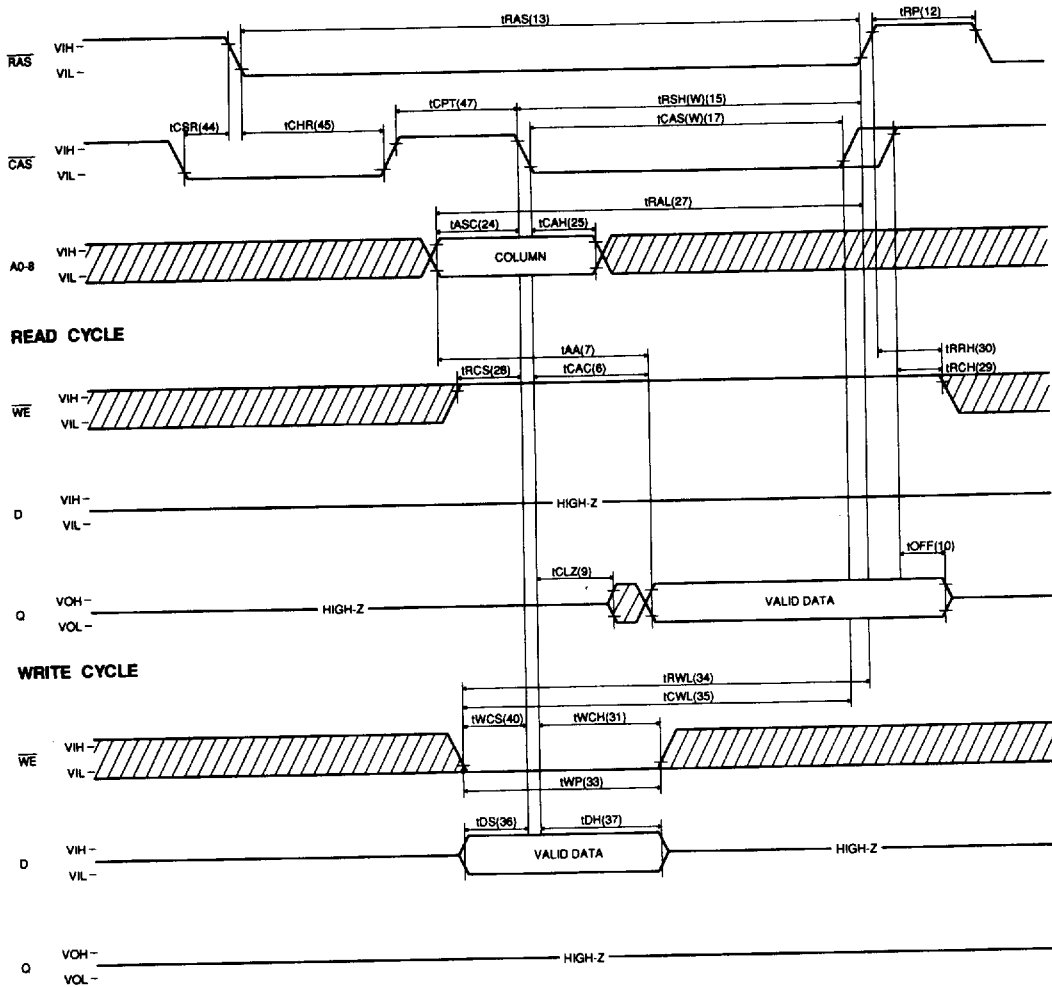 tRAS(13) tRP(12)
RAS VIH
VIL
tCPT(47) tRSH(W)(15)
tCSR(44) tCHR(45) tCAS(W)(17)
CAS VIH
VIL
tRAL(27)
tASC(24) tCAH(25)
A0-8 VIH
VIL
COLUMN
READ CYCLE
tAA(7) tRRH(30)
tRCS(28) tCAC(6) tRCH(29)
WE VIH
VIL
D VIH
VIL
HIGH-Z
tOFF(10)
tCLZ(9)
Q VOH
VOL
HIGH-Z VALID DATA
WRITE CYCLE
tRWL(34)
tCWL(35)
tWCS(40) tWCH(31)
WE VIH
VIL
tWP(33)
tDS(36) tDH(37)
D VIH
VIL
VALID DATA HIGH-Z
Q VOH
VOL
HIGH-Z